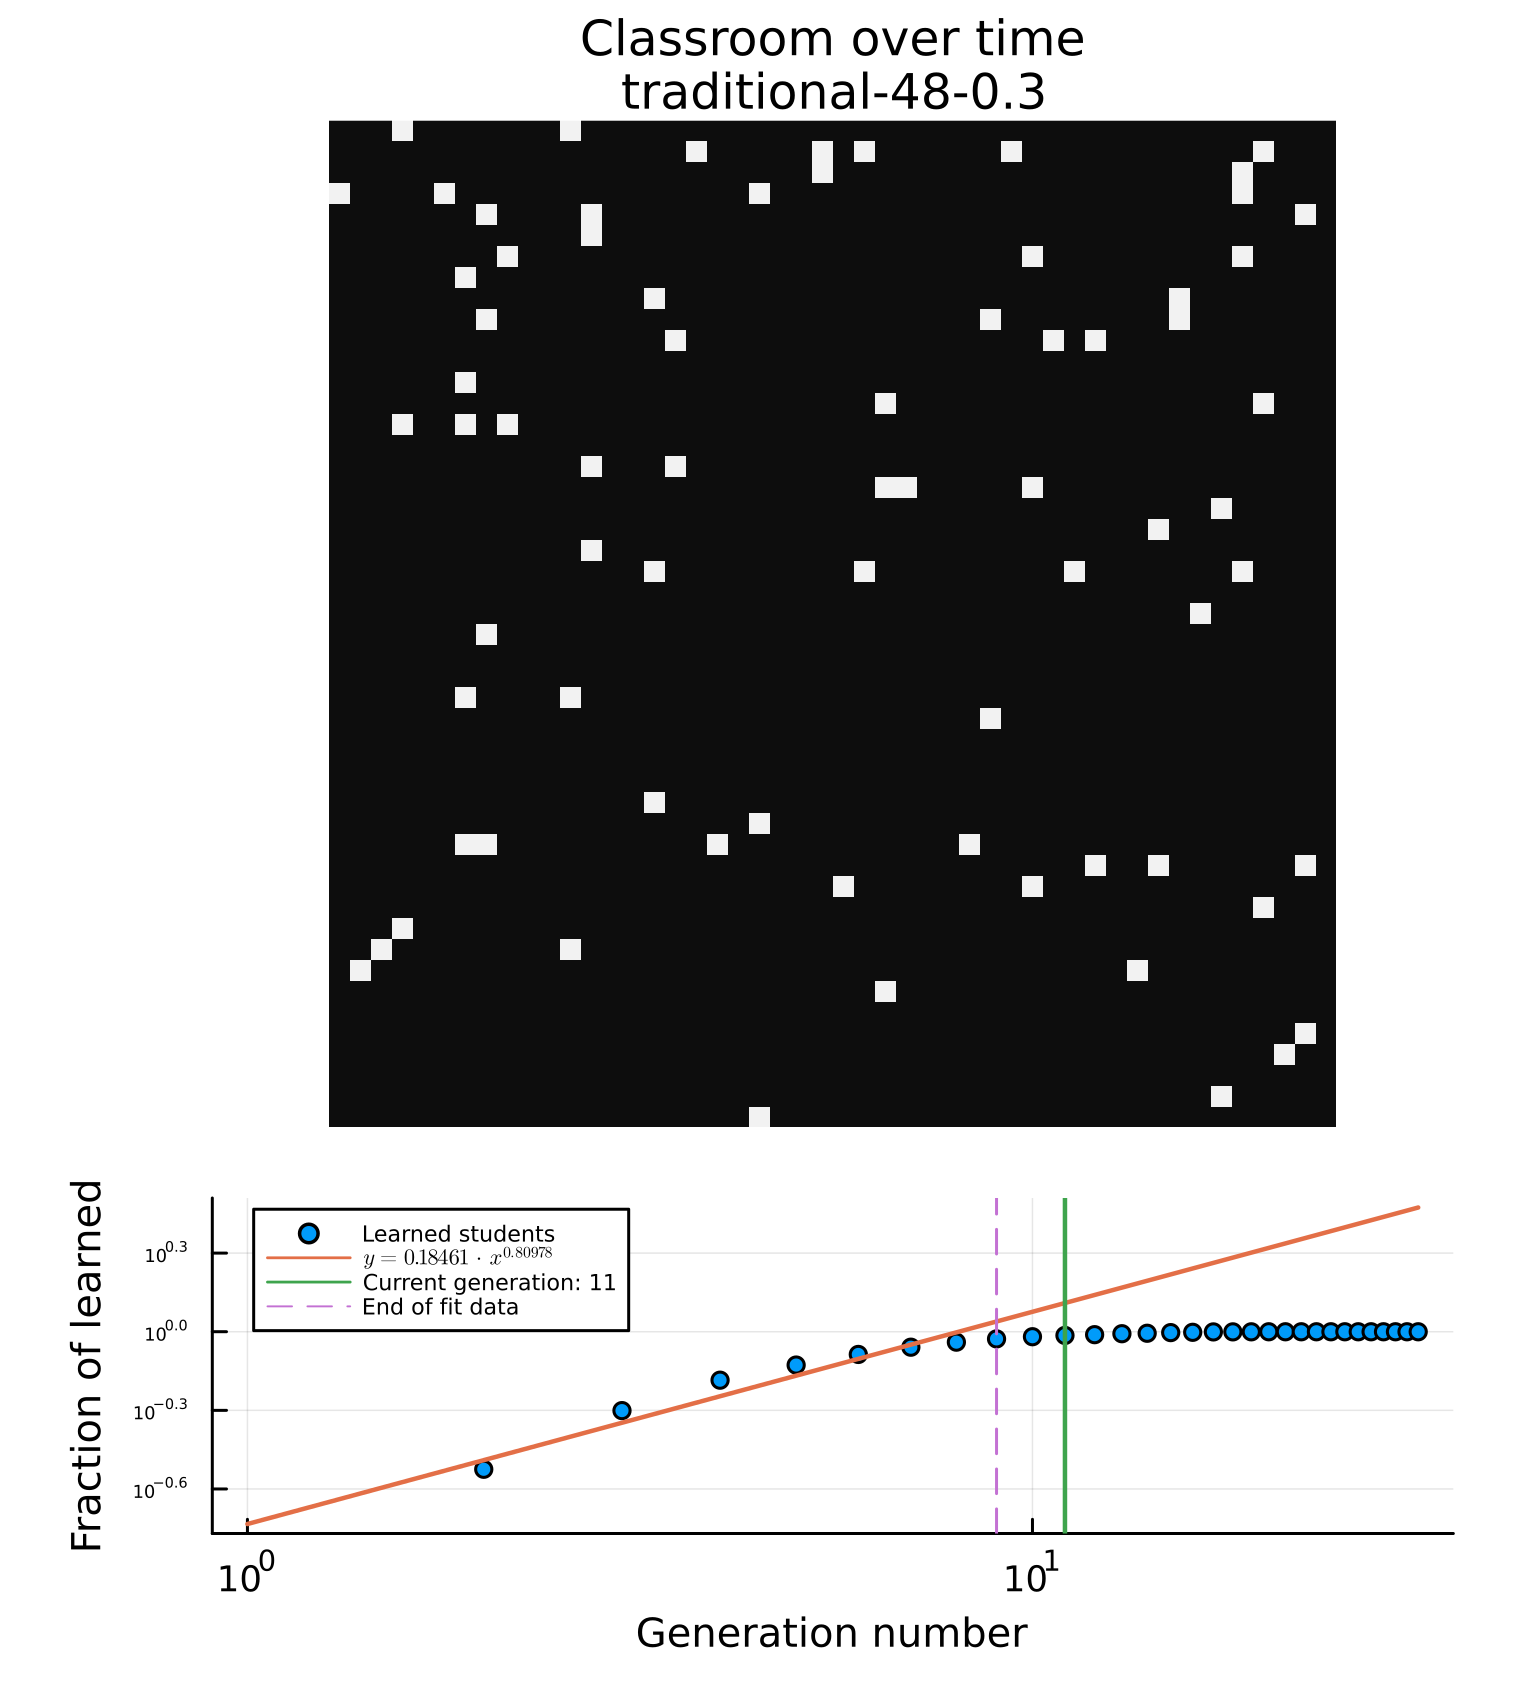 Classroom over time
traditional-48-0.3
Fraction of learned
10^0.3
10^0.0
10^−0.3
10^−0.6
Learned students
y = 0.18461 · x^0.80978
Current generation: 11
End of fit data
10^0
10^1
Generation number